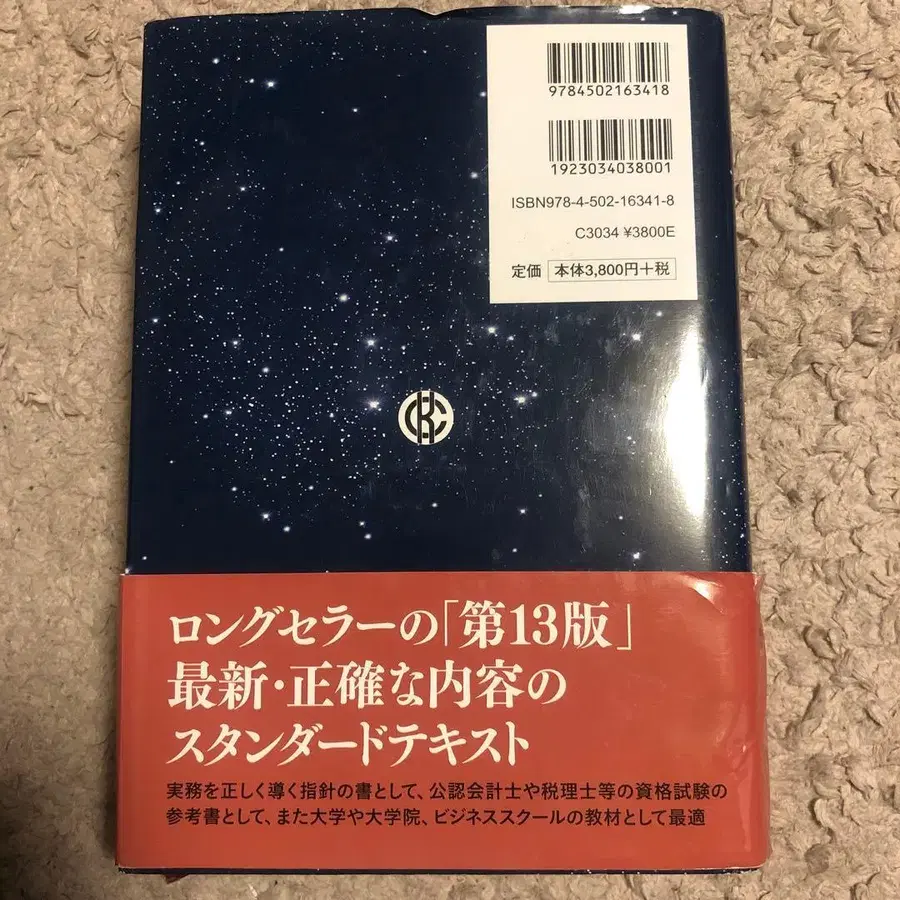 9784502163418
1923034038001
ISBN978-4-502-16341-8
C3034 ¥3800E
定価 本体3,800円+税
ロングセラーの「第13版」
最新・正確な内容の
スタンダードテキスト
実務を正しく導く指針の書として、公認会計士や税理士等の資格試験の
参考書として、また大学や大学院、ビジネススクールの教材として最適